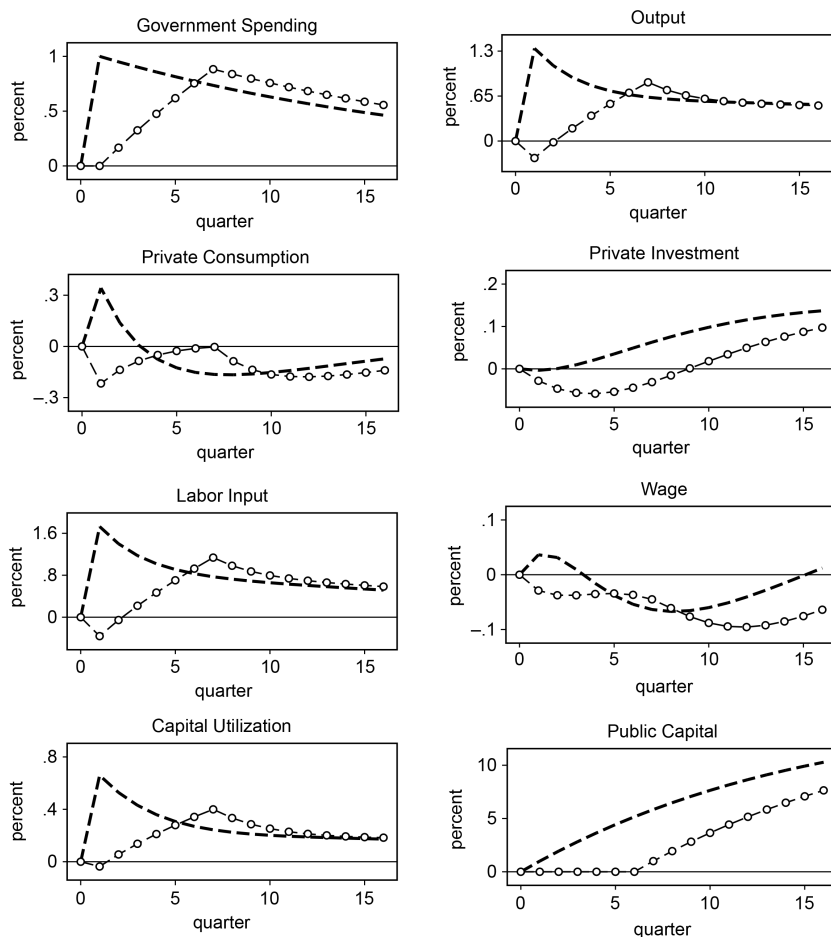 Government Spending
1
.5
0
percent
0 5 10 15
quarter
Output
1.3
.65
0
percent
0 5 10 15
quarter
Private Consumption
.3
0
–.3
percent
0 5 10 15
quarter
Private Investment
.2
0.1
0
percent
0 5 10 15
quarter
Labor Input
1.6
.8
0
percent
0 5 10 15
quarter
Wage
.1
0
–.1
percent
0 5 10 15
quarter
Capital Utilization
.8
.4
0
percent
0 5 10 15
quarter
Public Capital
10
5
0
percent
0 5 10 15
quarter